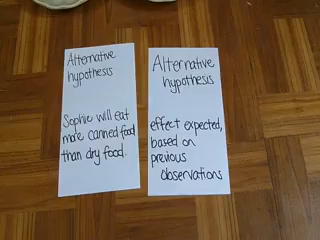 Alternative
hypothesis
Sophie will eat
more canned food
than dry food.
Alternative
hypothesis
effect expected,
based on
previous
observations